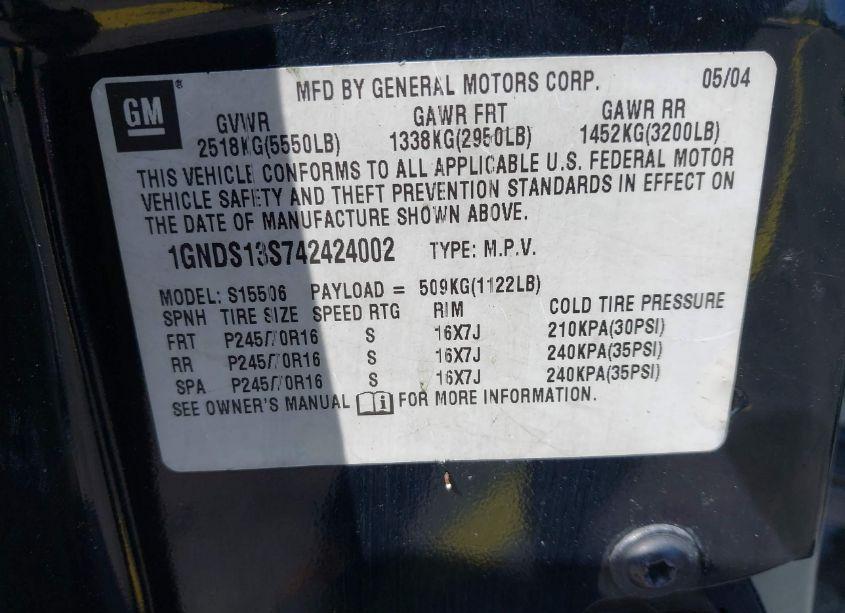 GM
MFD BY GENERAL MOTORS CORP. 05/04
GVWR GAWR FRT GAWR RR
2518KG(5550LB) 1338KG(2950LB) 1452KG(3200LB)
THIS VEHICLE CONFORMS TO ALL APPLICABLE U.S. FEDERAL MOTOR
VEHICLE SAFETY AND THEFT PREVENTION STANDARDS IN EFFECT ON
THE DATE OF MANUFACTURE SHOWN ABOVE.
1GNDS13S742424002 TYPE: M.P.V.
MODEL: S15506 PAYLOAD = 509KG(1122LB)
SPNH TIRE SIZE SPEED RTG RIM COLD TIRE PRESSURE
FRT P245/70R16 S 16X7J 210KPA(30PSI)
RR P245/70R16 S 16X7J 240KPA(35PSI)
SPA P245/70R16 S 16X7J 240KPA(35PSI)
SEE OWNER'S MANUAL FOR MORE INFORMATION.